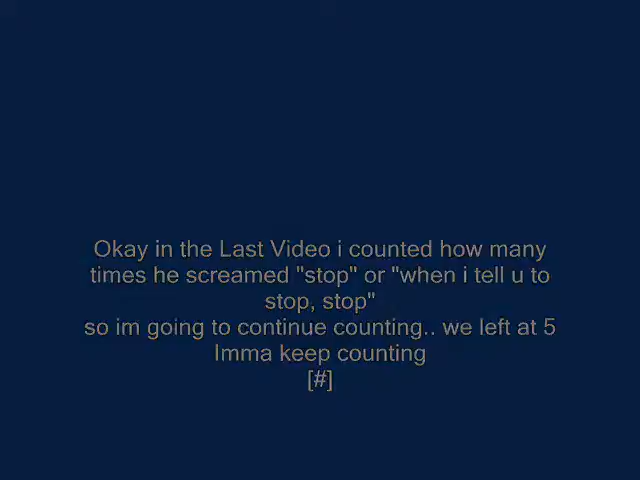 Okay in the Last Video i counted how many
times he screamed "stop" or "when i tell u to
stop, stop"
so im going to continue counting.. we left at 5
Imma keep counting
[#]